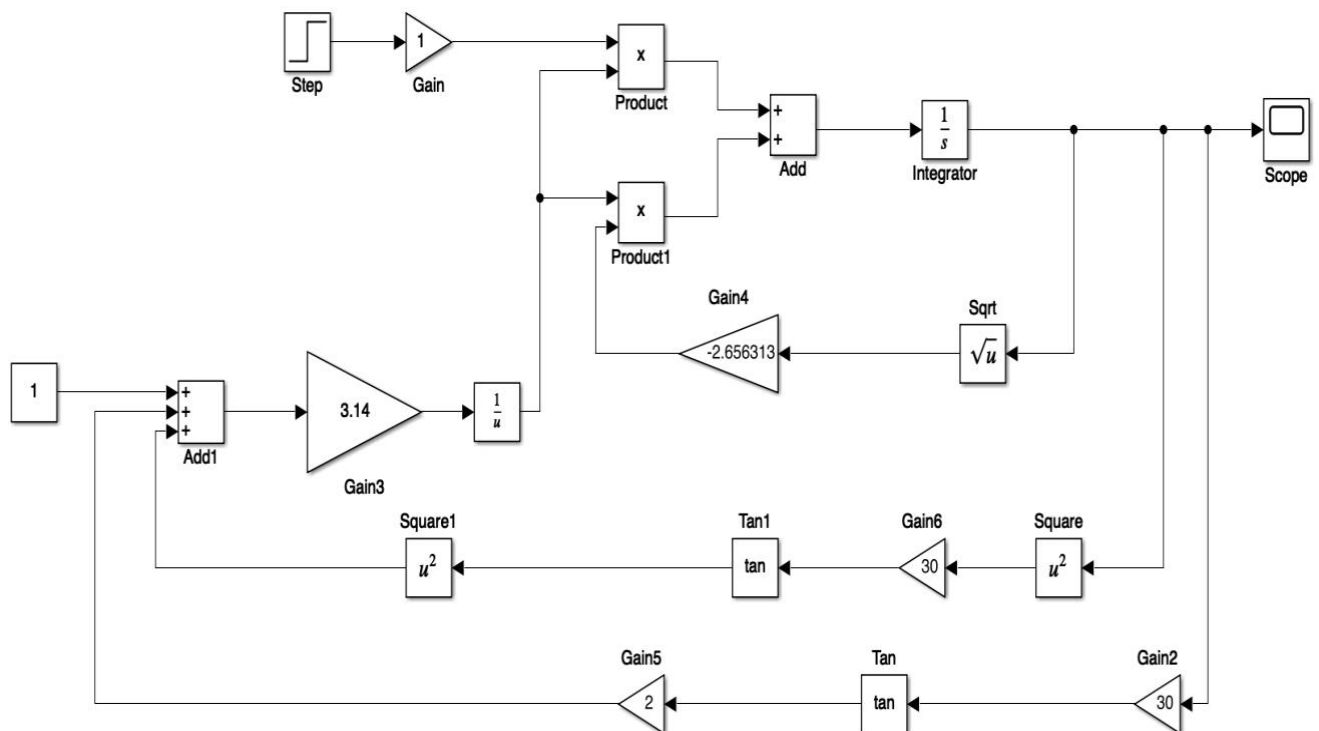 Step
1
Gain
x
Product
x
Product1
+
+
Add
1
s
Integrator
Scope
Gain4
-2.656313
Sqrt
√u
1
+
+
+
Add1
3.14
Gain3
1
u
Square1
u²
Tan1
tan
Gain6
30
Square
u²
Gain5
2
Tan
tan
Gain2
30